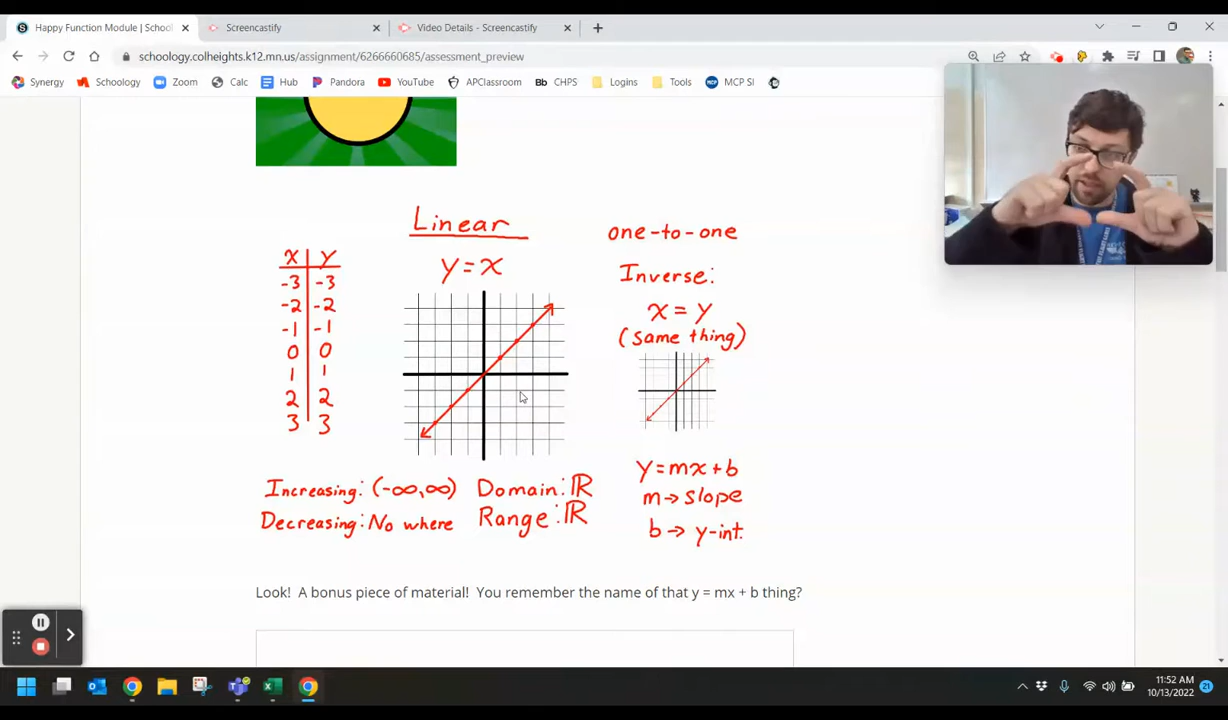 Happy Function Module | School
Screencastify
Video Details - Screencastify
schoology.colheights.k12.mn.us/assignment/6266660685/assessment_preview
Synergy
Schoology
Zoom
Calc
Hub
Pandora
YouTube
APClassroom
Bb CHPS
Logins
Tools
MCP SI
Linear
y=x
X Y
-3 -3
-2 -2
-1 -1
0 0
1 1
2 2
3 3
one-to-one
Inverse:
x = y
(same thing)
Increasing: (-∞,∞)
Decreasing: No where
Domain: ℝ
Range: ℝ
y=mx+b
m→slope
b→ y-int.
Look! A bonus piece of material! You remember the name of that y = mx + b thing?
11:52 AM
10/13/2022
21